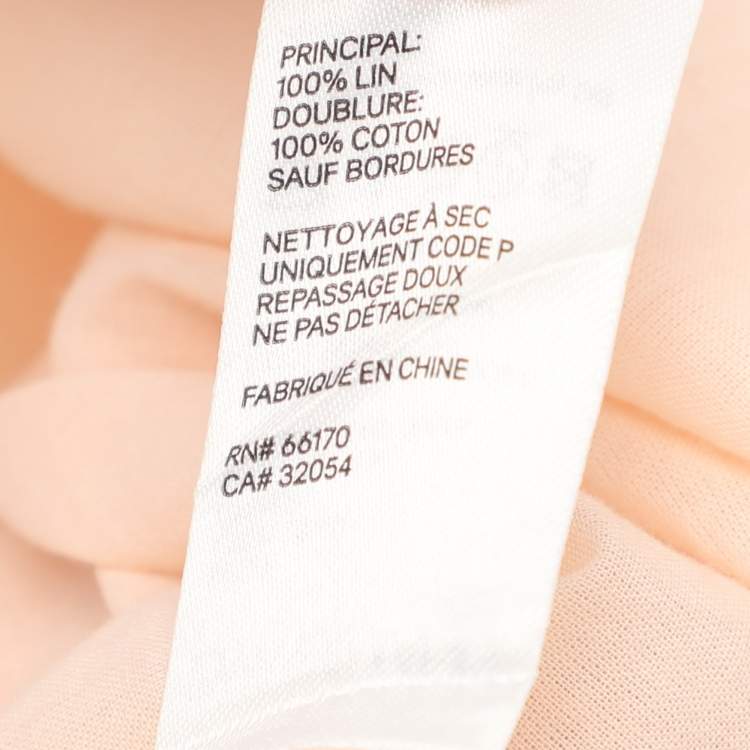 PRINCIPAL:
100% LIN
DOUBLURE:
100% COTON
SAUF BORDURES
NETTOYAGE À SEC
UNIQUEMENT CODE P
REPASSAGE DOUX
NE PAS DÉTACHER
FABRIQUÉ EN CHINE
RN# 66170
CA# 32054